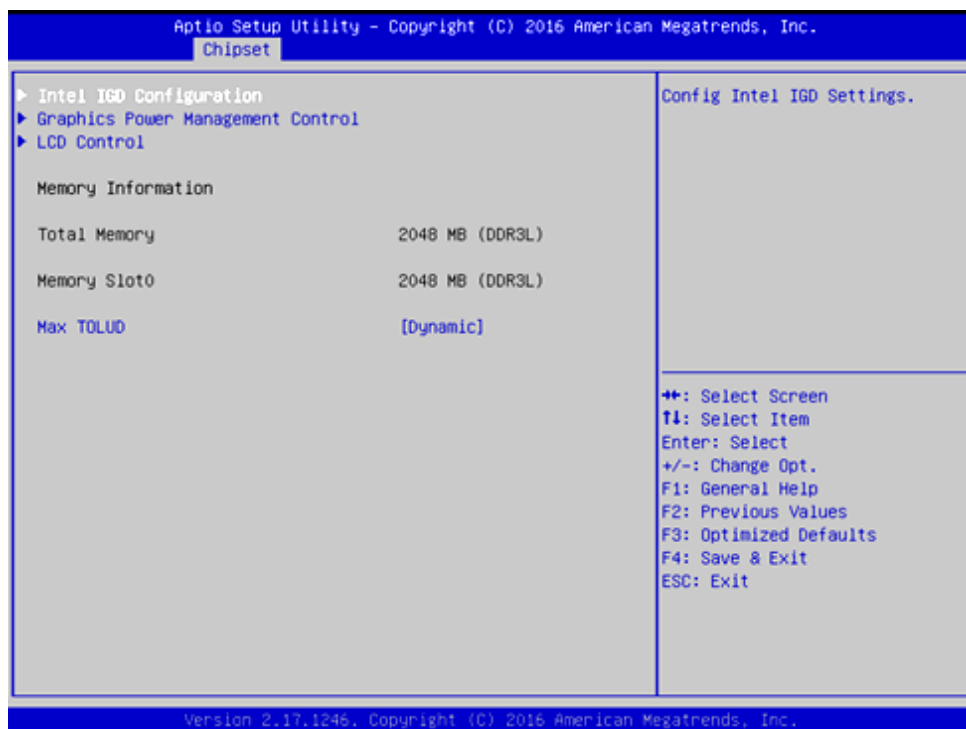 Aptio Setup Utility – Copyright (C) 2016 American Megatrends, Inc.
Chipset
▶ Intel IGD Configuration
▶ Graphics Power Management Control
▶ LCD Control
Memory Information
Total Memory 2048 MB (DDR3L)
Memory Slot0 2048 MB (DDR3L)
Max TOLUD [Dynamic]
Config Intel IGD Settings.
→←: Select Screen
↑↓: Select Item
Enter: Select
+/-: Change Opt.
F1: General Help
F2: Previous Values
F3: Optimized Defaults
F4: Save & Exit
ESC: Exit
Version 2.17.1246. Copyright (C) 2016 American Megatrends, Inc.